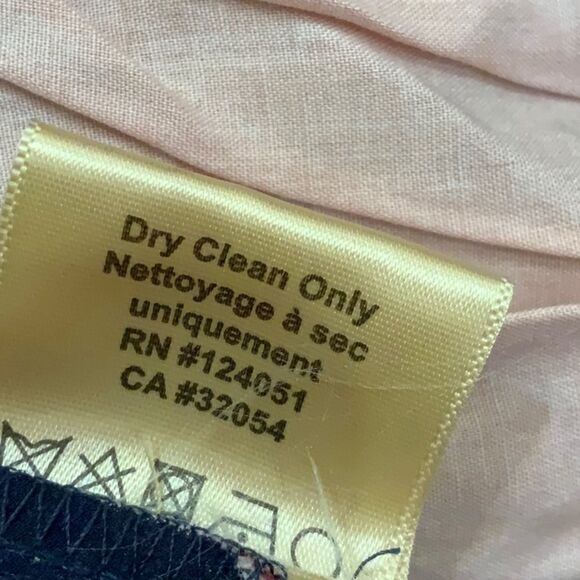 Dry Clean Only
Nettoyage à sec
uniquement
RN #124051
CA #32054